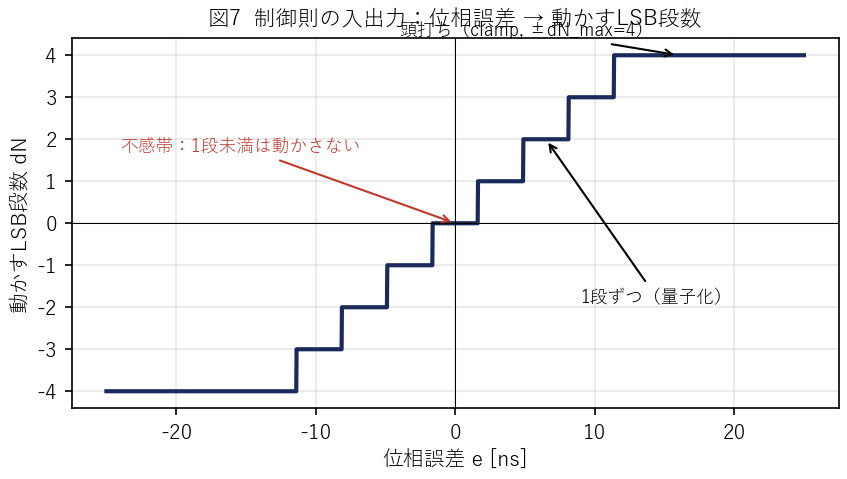 図7 制御則の入出力：位相誤差 → 動かすLSB段数
頭打ち（clamp, ±dN_max=4）
不感帯：1段未満は動かさない
1段ずつ（量子化）
動かすLSB段数 dN
4
3
2
1
0
-1
-2
-3
-4
-20
-10
0
10
20
位相誤差 e [ns]